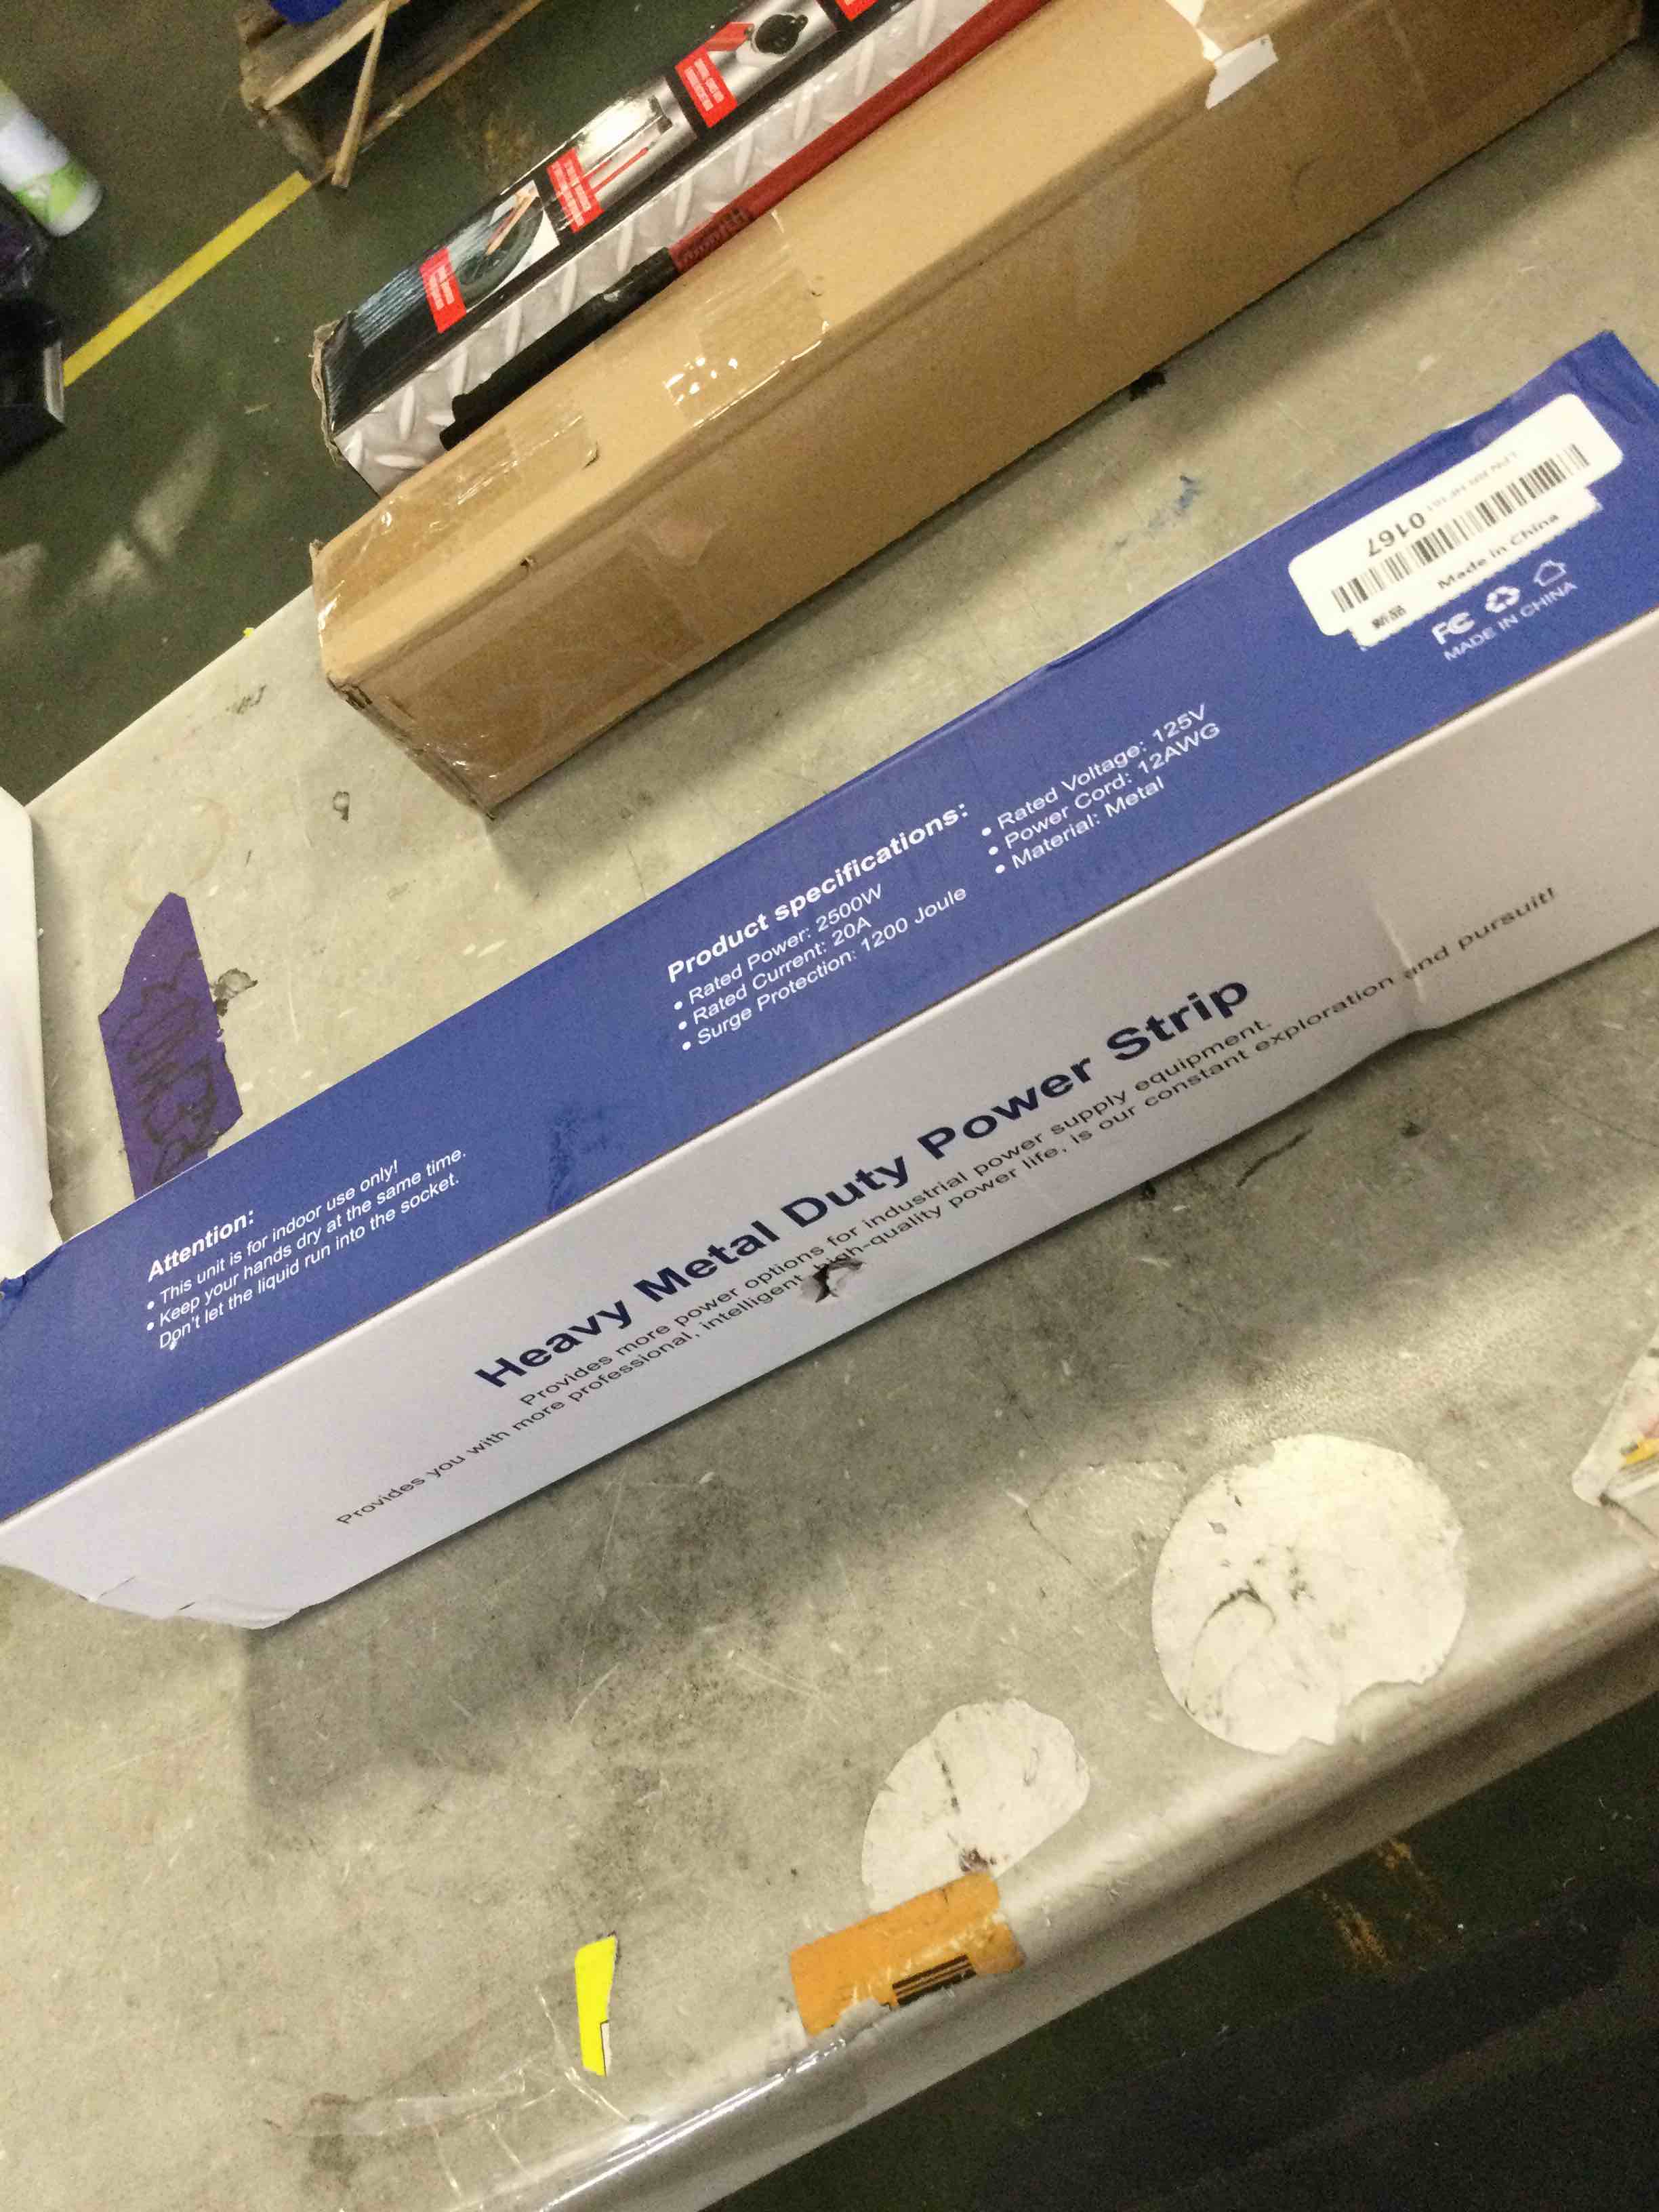 0167
Made in China
FC
MADE IN CHINA
Product specifications:
• Rated Power: 2500W
• Rated Current: 20A
• Surge Protection: 1200 Joule
• Rated Voltage: 125V
• Power Cord: 12AWG
• Material: Metal
Attention:
• This unit is for indoor use only!
• Keep your hands dry at the same time.
• Don't let the liquid run into the socket.
Heavy Metal Duty Power Strip
Provides more power options for industrial power supply equipment.
Provides you with more professional, intelligent, high-quality power life, is our constant exploration and pursuit!